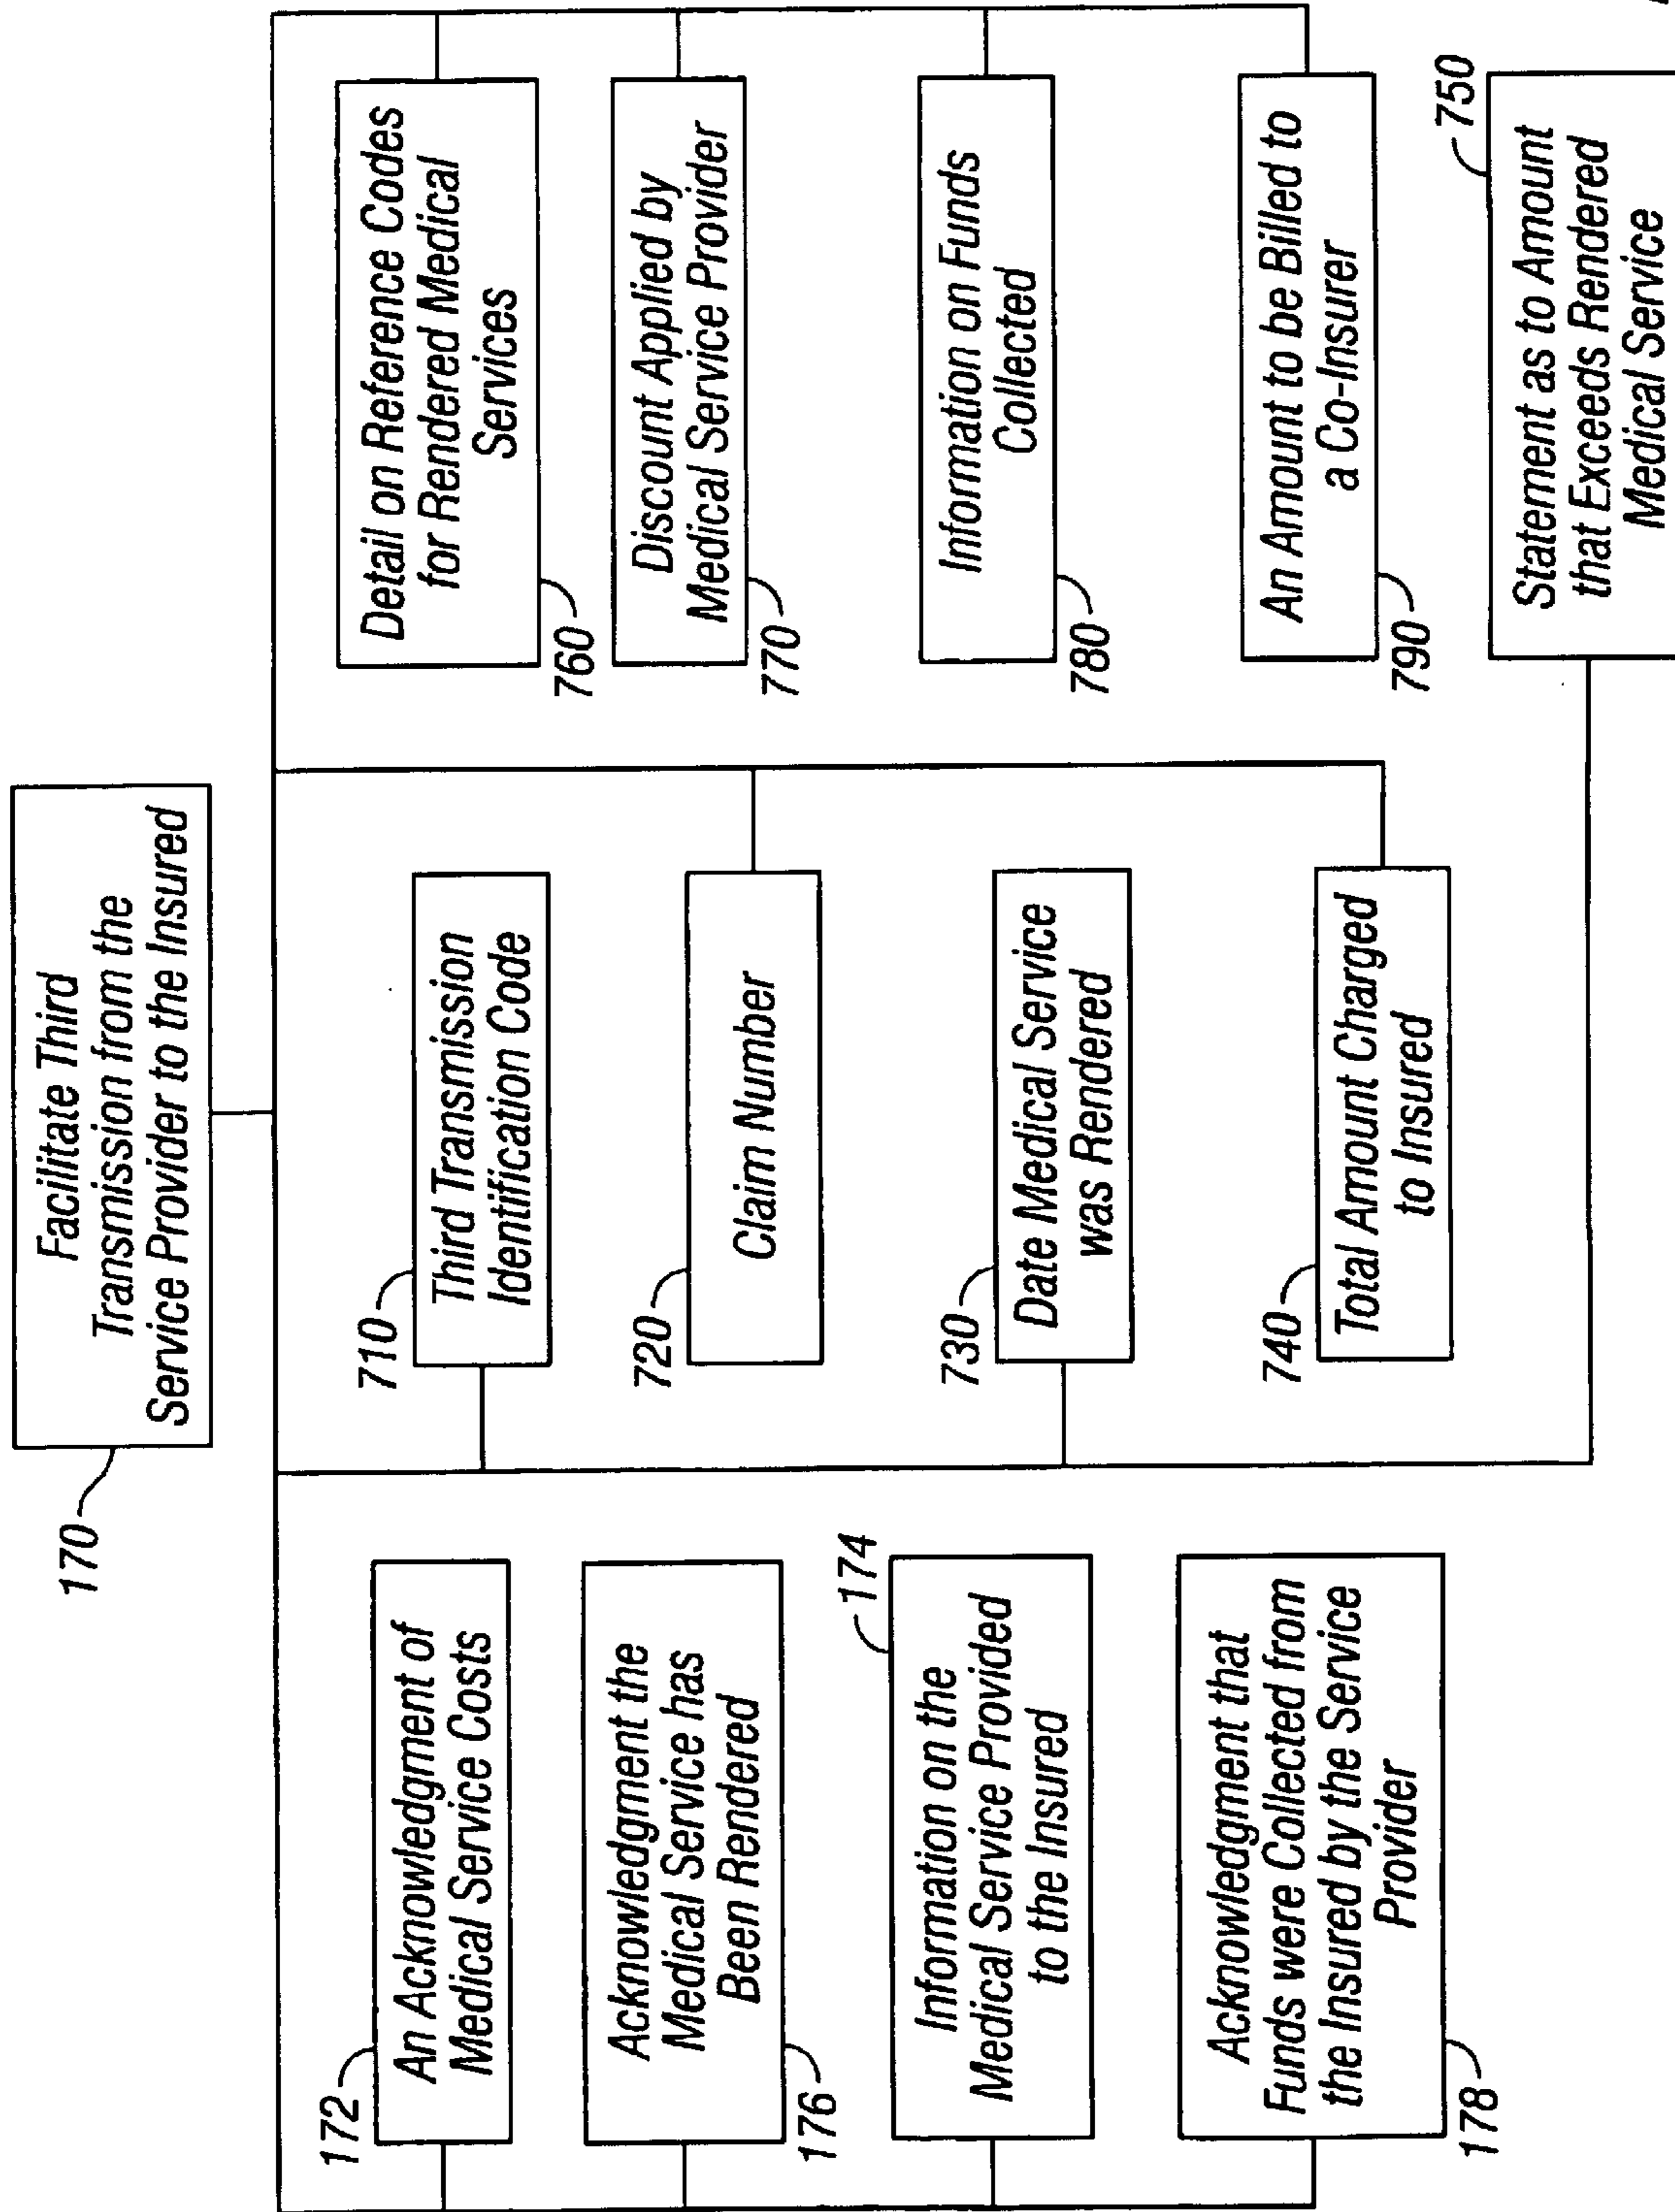 170
Facilitate Third
Transmission from the
Service Provider to the Insured
172
An Acknowledgment of
Medical Service Costs
176
Acknowledgment the
Medical Service has
Been Rendered
174
Information on the
Medical Service Provided
to the Insured
178
Acknowledgment that
Funds were Collected from
the Insured by the Service
Provider
710
Third Transmission
Identification Code
720
Claim Number
730
Date Medical Service
was Rendered
740
Total Amount Charged
to Insured
760
Detail on Reference Codes
for Rendered Medical
Services
770
Discount Applied by
Medical Service Provider
780
Information on Funds
Collected
790
An Amount to be Billed to
a Co-Insurer
750
Statement as to Amount
that Exceeds Rendered
Medical Service